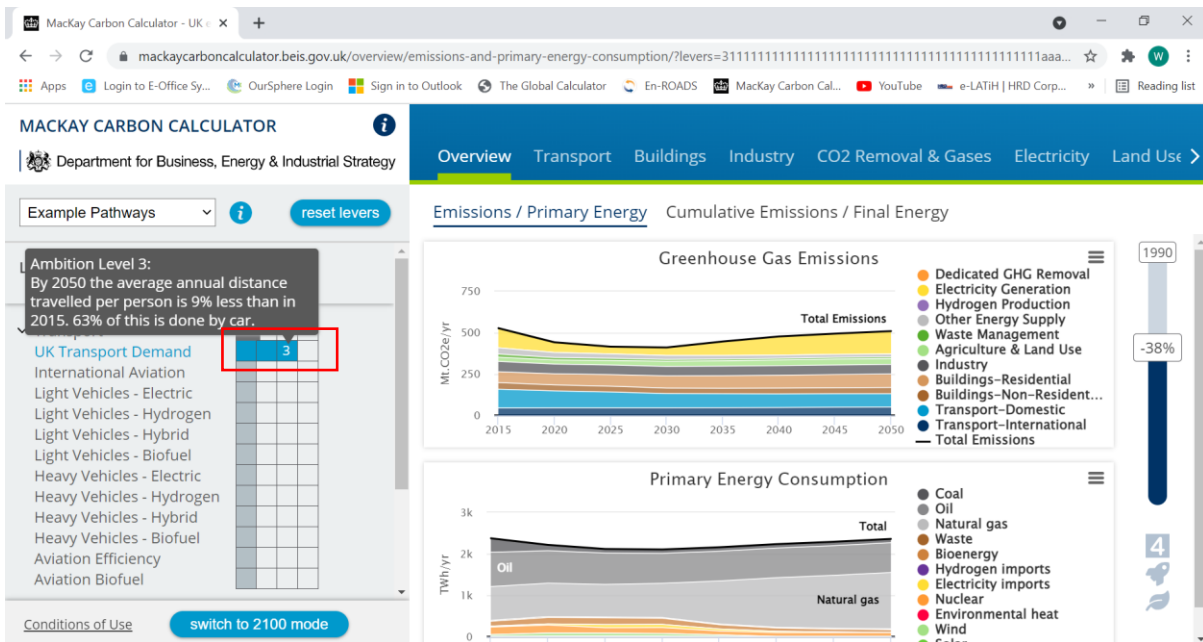 MacKay Carbon Calculator - UK e
mackaycarboncalculator.beis.gov.uk/overview/emissions-and-primary-energy-consumption/?levers=31111111111111111111111111111111111111111111aaa...
W
Apps
Login to E-Office Sy...
OurSphere Login
Sign in to Outlook
The Global Calculator
En-ROADS
MacKay Carbon Cal...
YouTube
e-LATiH | HRD Corp...
»
Reading list
MACKAY CARBON CALCULATOR
i
Department for Business, Energy & Industrial Strategy
Overview
Transport
Buildings
Industry
CO2 Removal & Gases
Electricity
Land Use
Example Pathways
i
reset levers
Emissions / Primary Energy
Cumulative Emissions / Final Energy
Ambition Level 3:
By 2050 the average annual distance
travelled per person is 9% less than in
2015. 63% of this is done by car.
UK Transport Demand
3
International Aviation
Light Vehicles - Electric
Light Vehicles - Hydrogen
Light Vehicles - Hybrid
Light Vehicles - Biofuel
Heavy Vehicles - Electric
Heavy Vehicles - Hydrogen
Heavy Vehicles - Hybrid
Heavy Vehicles - Biofuel
Aviation Efficiency
Aviation Biofuel
Conditions of Use
switch to 2100 mode
Greenhouse Gas Emissions
Mt.CO2e/yr
750
500
250
0
Total Emissions
2015 2020 2025 2030 2035 2040 2045 2050
Dedicated GHG Removal
Electricity Generation
Hydrogen Production
Other Energy Supply
Waste Management
Agriculture & Land Use
Industry
Buildings-Residential
Buildings-Non-Resident...
Transport-Domestic
Transport-International
Total Emissions
Primary Energy Consumption
TWh/yr
3k
2k
1k
0
Total
Oil
Natural gas
Coal
Oil
Natural gas
Waste
Bioenergy
Hydrogen imports
Electricity imports
Nuclear
Environmental heat
Wind
1990
-38%
4